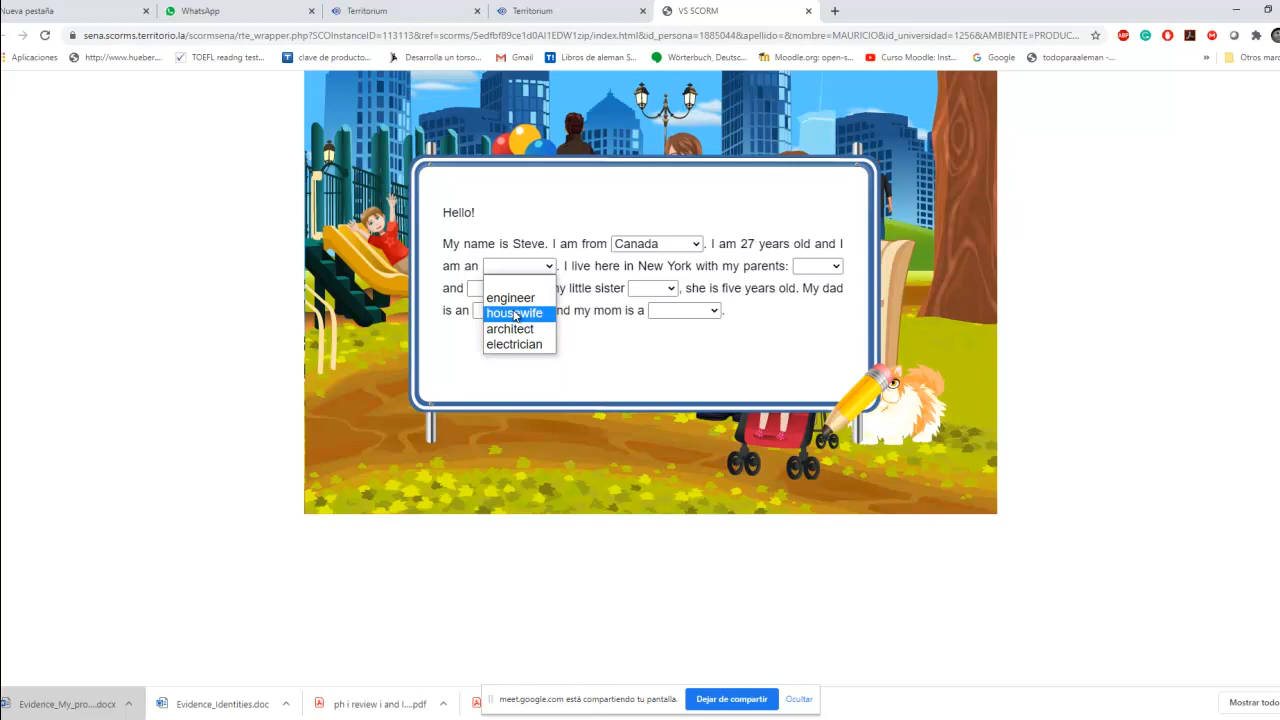 Nueva pestaña
WhatsApp
Territorium
Territorium
VS SCORM
sena.scorms.territorio.la/scormsena/rte_wrapper.php?SCOInstanceID=113113&ref=scorms/5edfbf89ce1d0AI1EDW1zip/index.html&id_persona=1885044&apellido=&nombre=MAURICIO&id_universidad=1256&AMBIENTE=PRODUC...
Aplicaciones
http://www.hueber...
TOEFL readng test...
clave de producto...
Desarrolla un torso...
Gmail
Libros de aleman S...
Wörterbuch, Deutsc...
Moodle.org: open-s...
Curso Moodle: Inst...
Google
todoparaaleman -...
Otros mar
Hello!
My name is Steve. I am from Canada . I am 27 years old and I
am an . I live here in New York with my parents:
and my little sister , she is five years old. My dad
is an and my mom is a .
engineer
housewife
architect
electrician
Evidence_My_pro....docx
Evidence_Identities.doc
ph i review i and I....pdf
meet.google.com está compartiendo tu pantalla.
Dejar de compartir
Ocultar
Mostrar todo